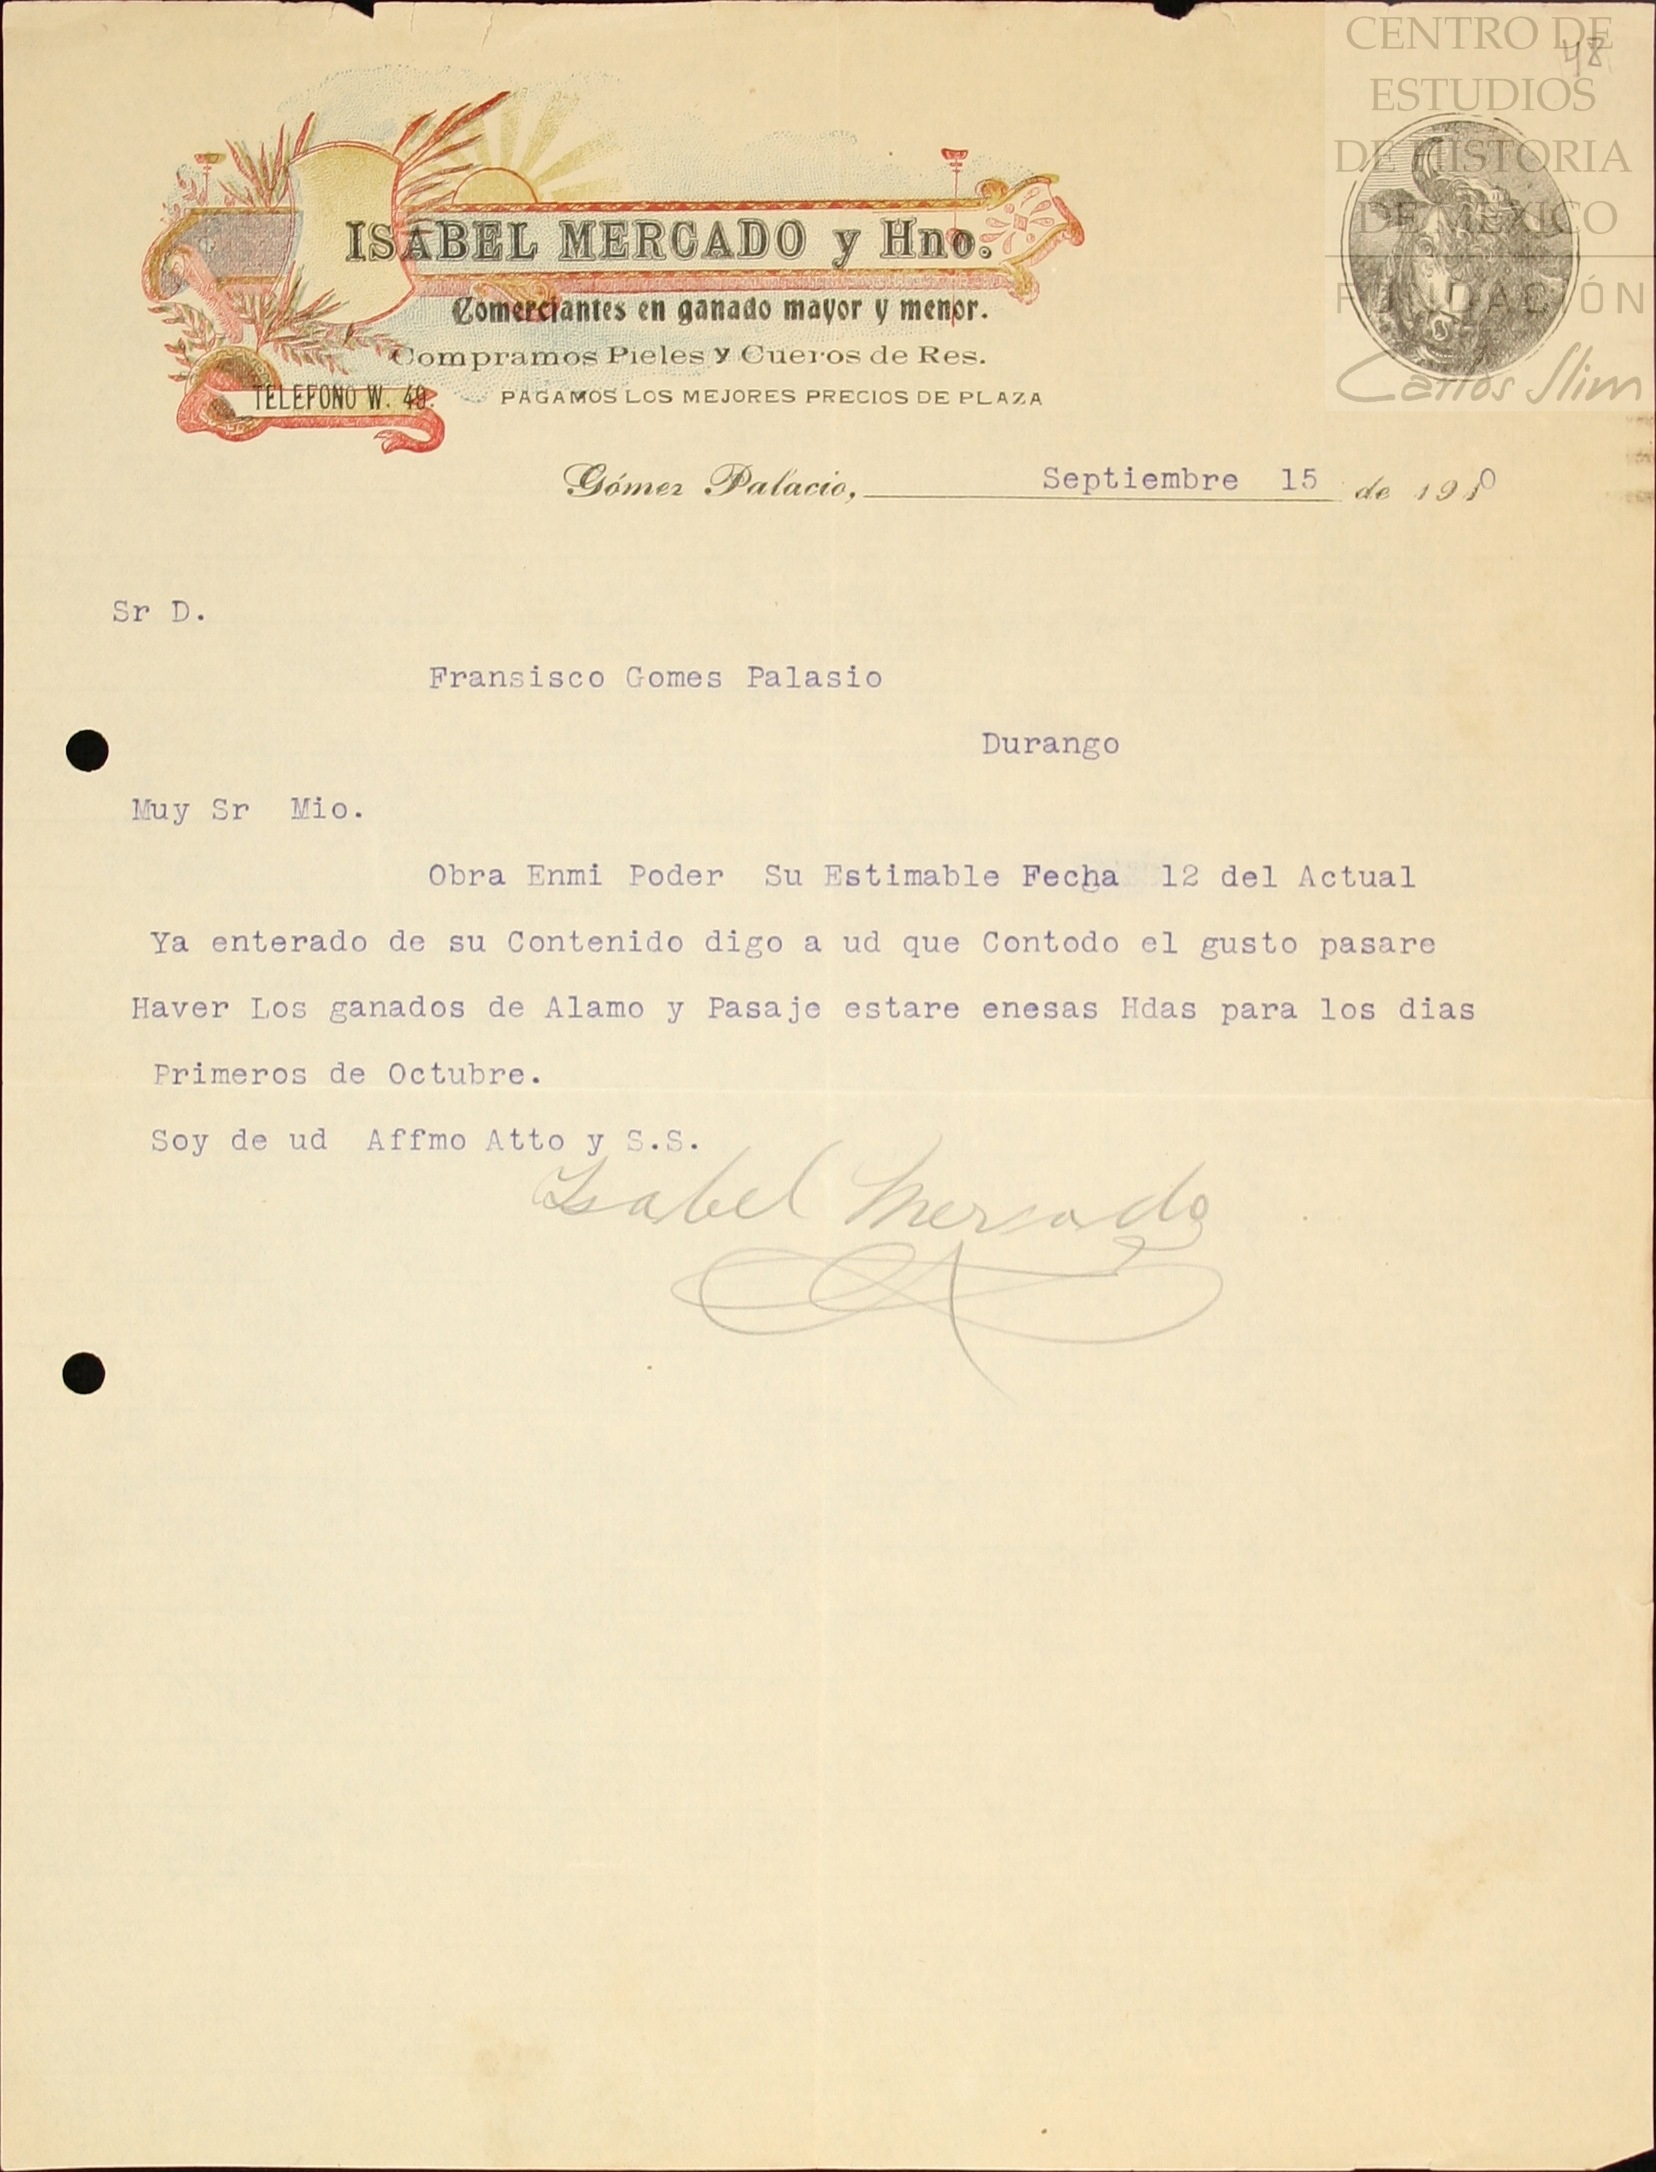 CENTRO DE
ESTUDIOS
DE HISTORIA
DE MÉXICO
FUNDACIÓN
Carlos Slim
48
ISABEL MERCADO y Hno.
Comerciantes en ganado mayor y menor.
Compramos Pieles y Cueros de Res.
TELEFONO W. 49. PAGAMOS LOS MEJORES PRECIOS DE PLAZA
Gómez Palacio, Septiembre 15 de 1910
Sr D.
Fransisco Gomes Palasio
Durango
Muy Sr Mio.
Obra Enmi Poder Su Estimable Fecha 12 del Actual
Ya enterado de su Contenido digo a ud que Contodo el gusto pasare
Haver Los ganados de Alamo y Pasaje estare enesas Hdas para los dias
Primeros de Octubre.
Soy de ud Affmo Atto y S.S.
Isabel Mercado